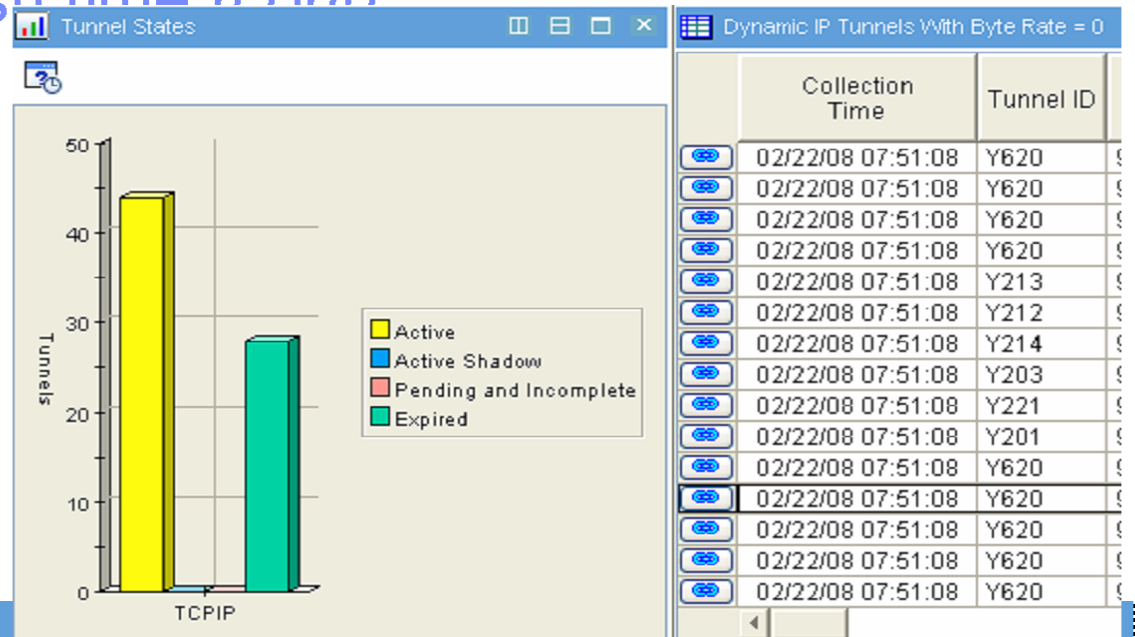 Tunnel States
50
40
30
20
10
0
Tunnels
TCPIP
Active
Active Shadow
Pending and Incomplete
Expired
Dynamic IP Tunnels With Byte Rate = 0
Collection Time
Tunnel ID
02/22/08 07:51:08 Y620
02/22/08 07:51:08 Y620
02/22/08 07:51:08 Y620
02/22/08 07:51:08 Y620
02/22/08 07:51:08 Y213
02/22/08 07:51:08 Y212
02/22/08 07:51:08 Y214
02/22/08 07:51:08 Y203
02/22/08 07:51:08 Y221
02/22/08 07:51:08 Y201
02/22/08 07:51:08 Y620
02/22/08 07:51:08 Y620
02/22/08 07:51:08 Y620
02/22/08 07:51:08 Y620
02/22/08 07:51:08 Y620